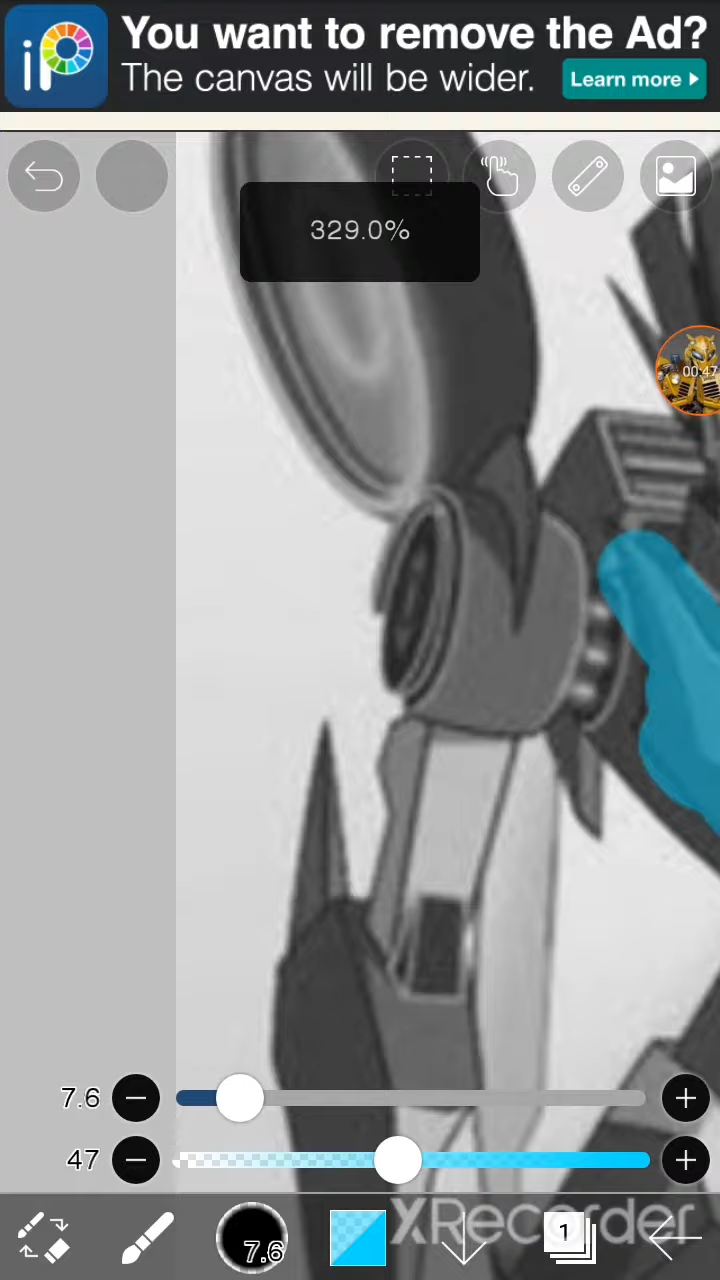 iP
You want to remove the Ad?
The canvas will be wider.
Learn more
329.0%
00:47
7.6
47
7.6
1
XRecorder